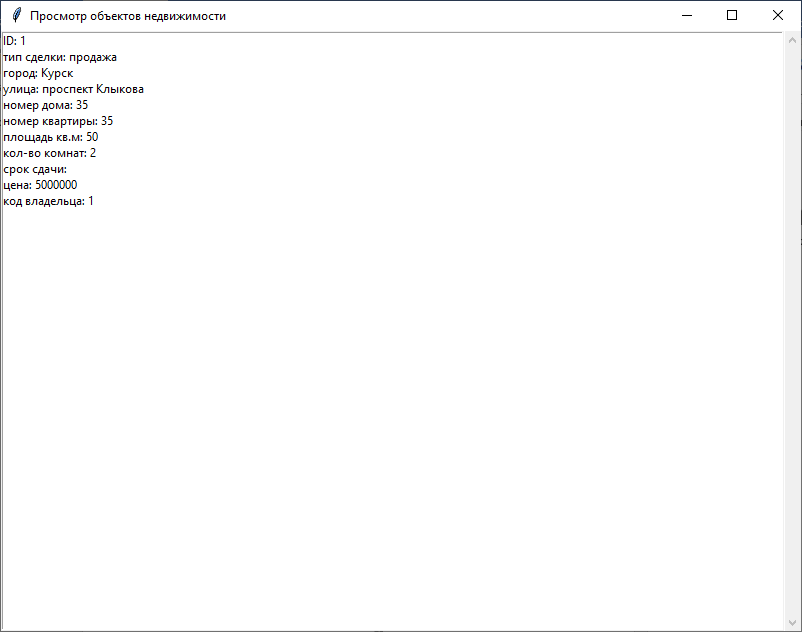 Просмотр объектов недвижимости
ID: 1
тип сделки: продажа
город: Курск
улица: проспект Клыкова
номер дома: 35
номер квартиры: 35
площадь кв.м: 50
кол-во комнат: 2
срок сдачи:
цена: 5000000
код владельца: 1